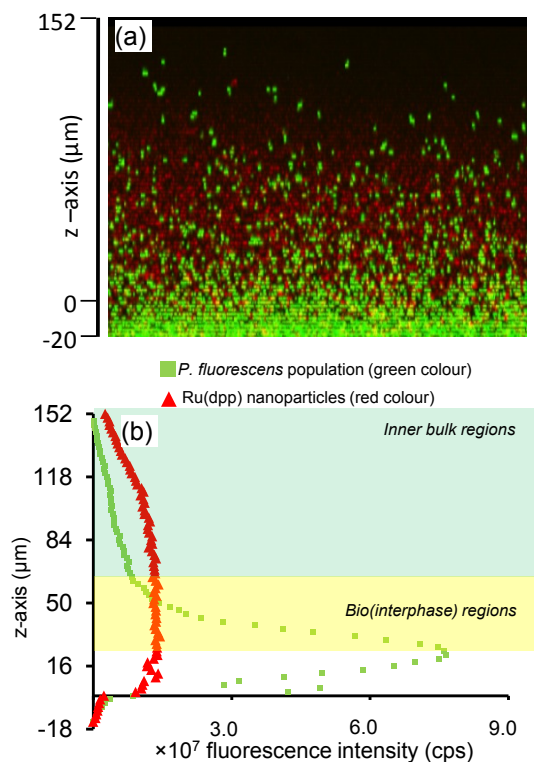 152
(a)
z –axis (µm)
0
-20
P. fluorescens population (green colour)
Ru(dpp) nanoparticles (red colour)
152
(b)
Inner bulk regions
118
84
z-axis (µm)
50
Bio(interphase) regions
16
-18
3.0 6.0 9.0
×10⁷ fluorescence intensity (cps)